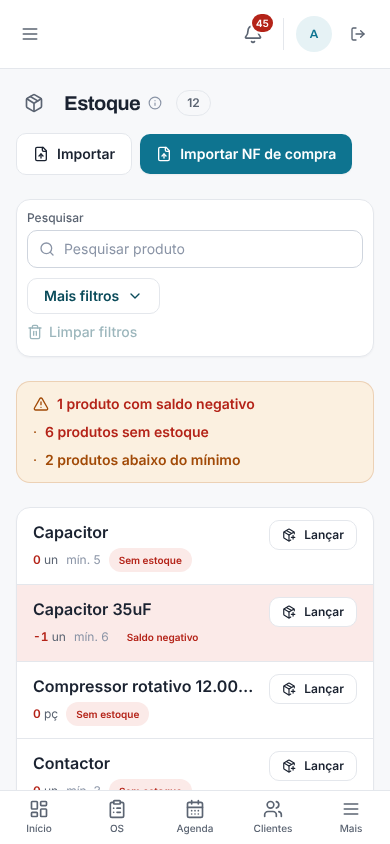 45
A
Estoque
12
Importar
Importar NF de compra
Pesquisar
Pesquisar produto
Mais filtros
Limpar filtros
1 produto com saldo negativo
· 6 produtos sem estoque
· 2 produtos abaixo do mínimo
Capacitor
Lançar
0 un mín. 5 Sem estoque
Capacitor 35uF
Lançar
-1 un mín. 6 Saldo negativo
Compressor rotativo 12.00...
Lançar
0 pç Sem estoque
Contactor
Lançar
Início
OS
Agenda
Clientes
Mais